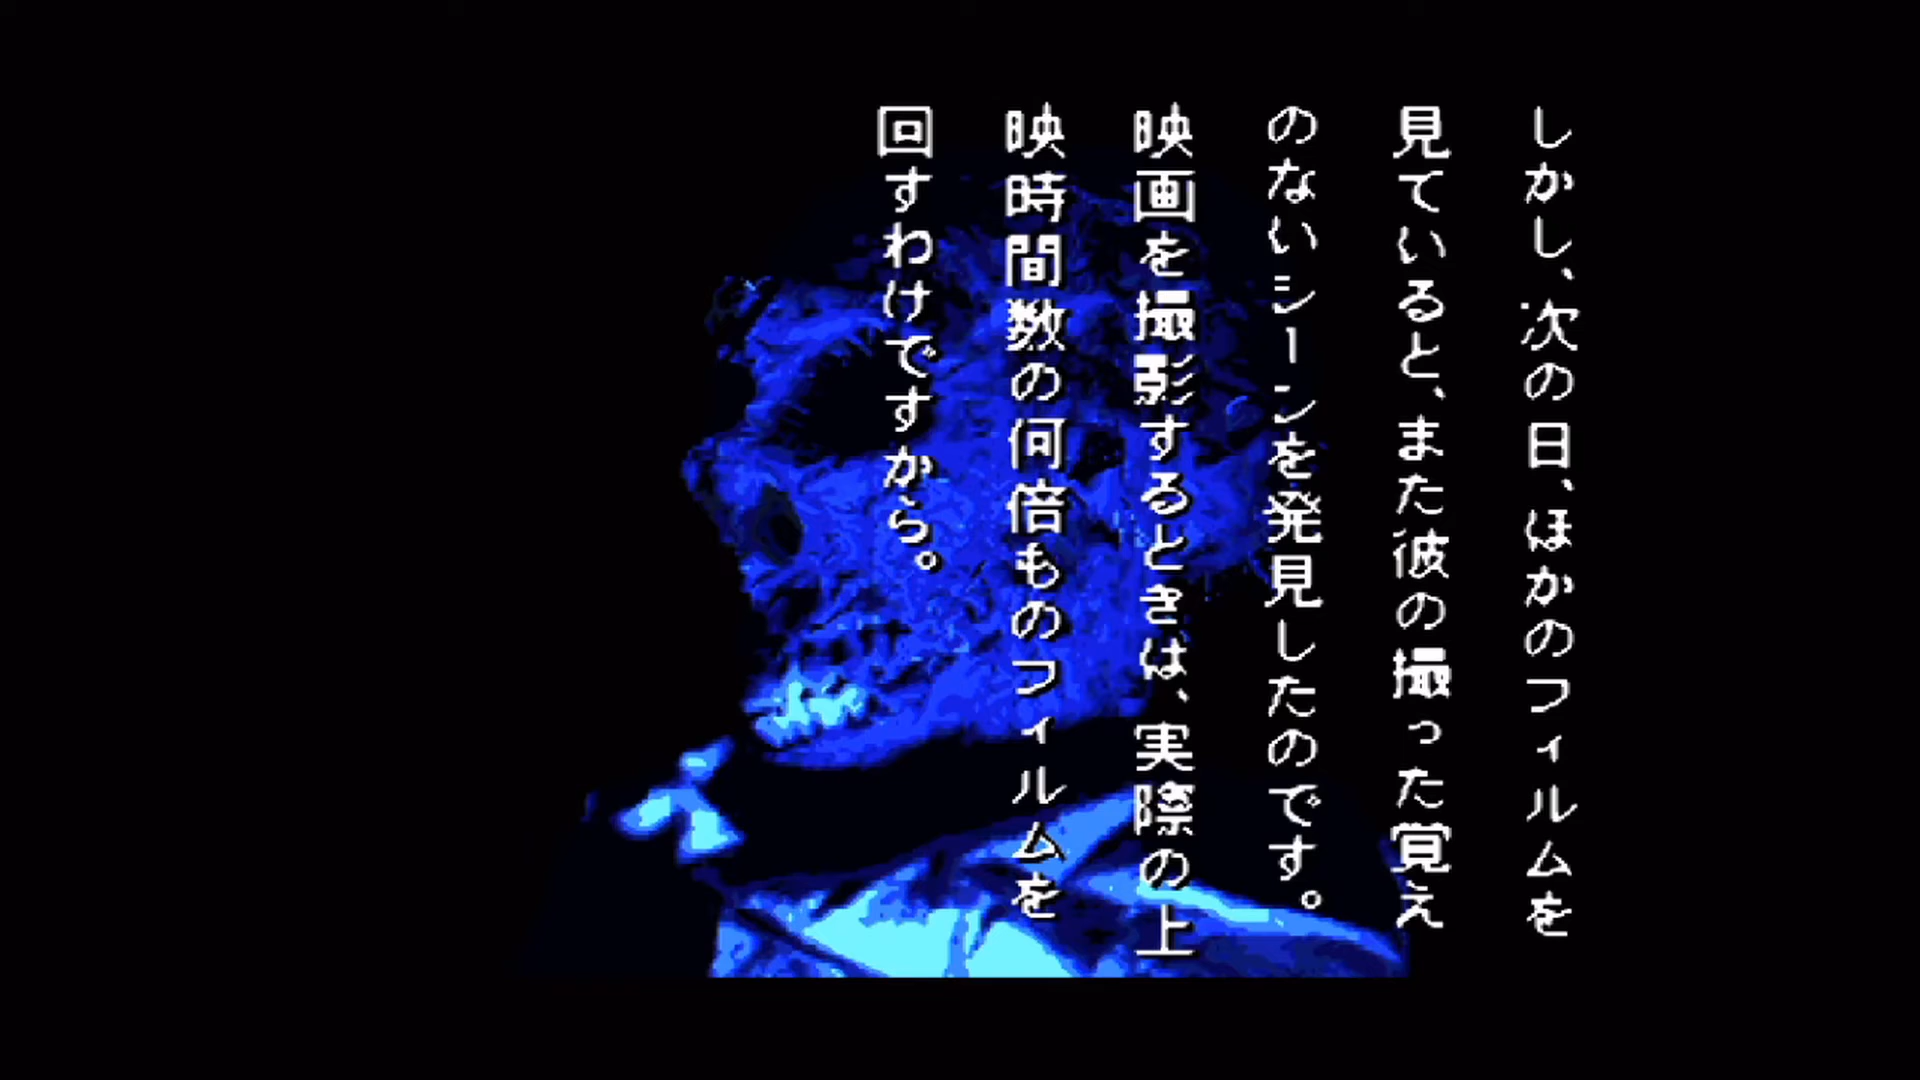 しかし、次の日、ほかのフィルムを
見ていると、また彼の撮った覚え
のないシーンを発見したのです。
映画を撮影するときは、実際の上
映時間数の何倍ものフィルムを
回すわけですから。